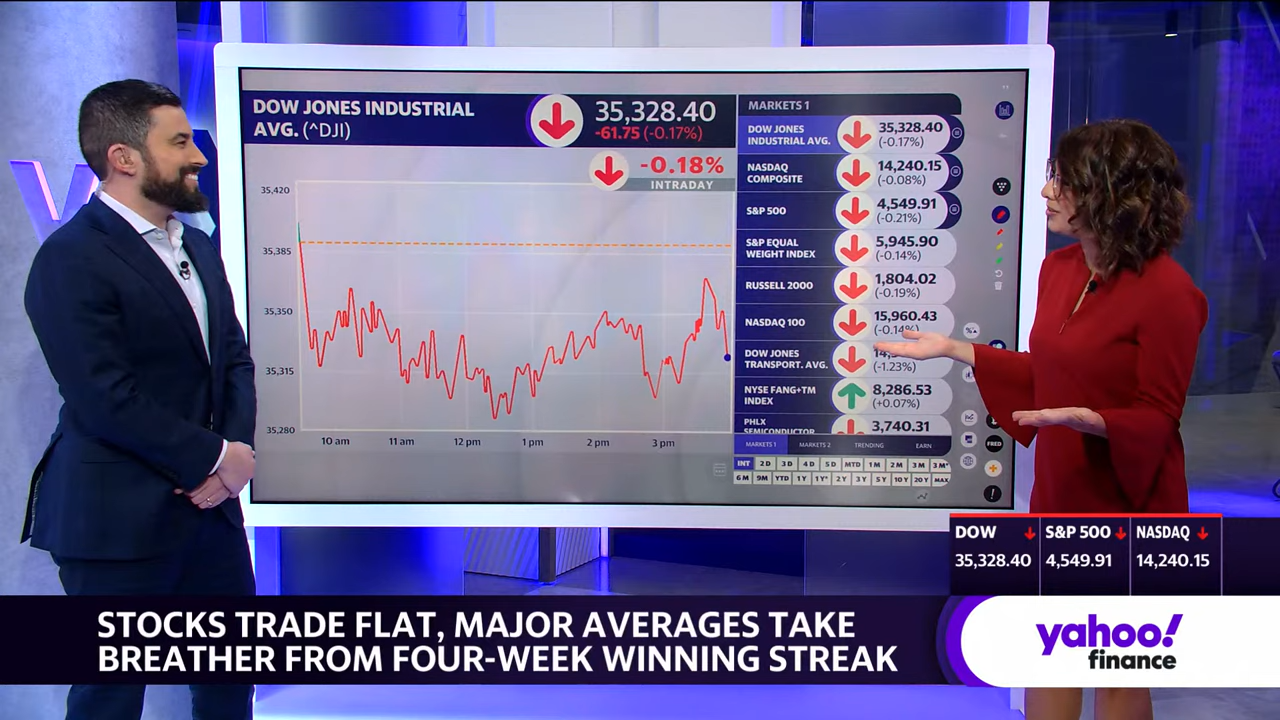 DOW JONES INDUSTRIAL
AVG. (^DJI)
35,328.40
-61.75 (-0.17%)
-0.18%
INTRADAY
35,420
35,385
35,350
35,315
35,280
10 am 11 am 12 pm 1 pm 2 pm 3 pm
MARKETS 1
DOW JONES
INDUSTRIAL AVG.
35,328.40
(-0.17%)
NASDAQ
COMPOSITE
14,240.15
(-0.08%)
S&P 500
4,549.91
(-0.21%)
S&P EQUAL
WEIGHT INDEX
5,945.90
(-0.14%)
RUSSELL 2000
1,804.02
(-0.19%)
NASDAQ 100
15,960.43
(-0.14%)
DOW JONES
TRANSPORT. AVG.
(-1.23%)
NYSE FANG+TM
INDEX
8,286.53
(+0.07%)
PHLX
SEMICONDUCTOR
3,740.31
MARKETS 1 MARKETS 2 TRENDING EARN
INT 2D 3D 4D 5D MTD 1M 2M 3M 3M*
6M 9M YTD 1Y 1Y* 2Y 3Y 5Y 10Y 20Y MAX
FRED
DOW S&P 500 NASDAQ
35,328.40 4,549.91 14,240.15
STOCKS TRADE FLAT, MAJOR AVERAGES TAKE
BREATHER FROM FOUR-WEEK WINNING STREAK
yahoo!
finance